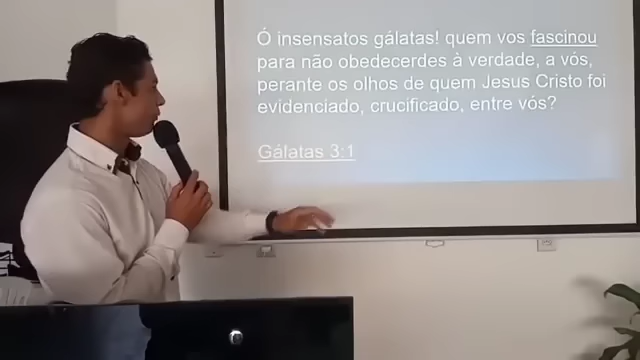 Ó insensatos gálatas! quem vos fascinou
para não obedecerdes à verdade, a vós,
perante os olhos de quem Jesus Cristo foi
evidenciado, crucificado, entre vós?
Gálatas 3:1